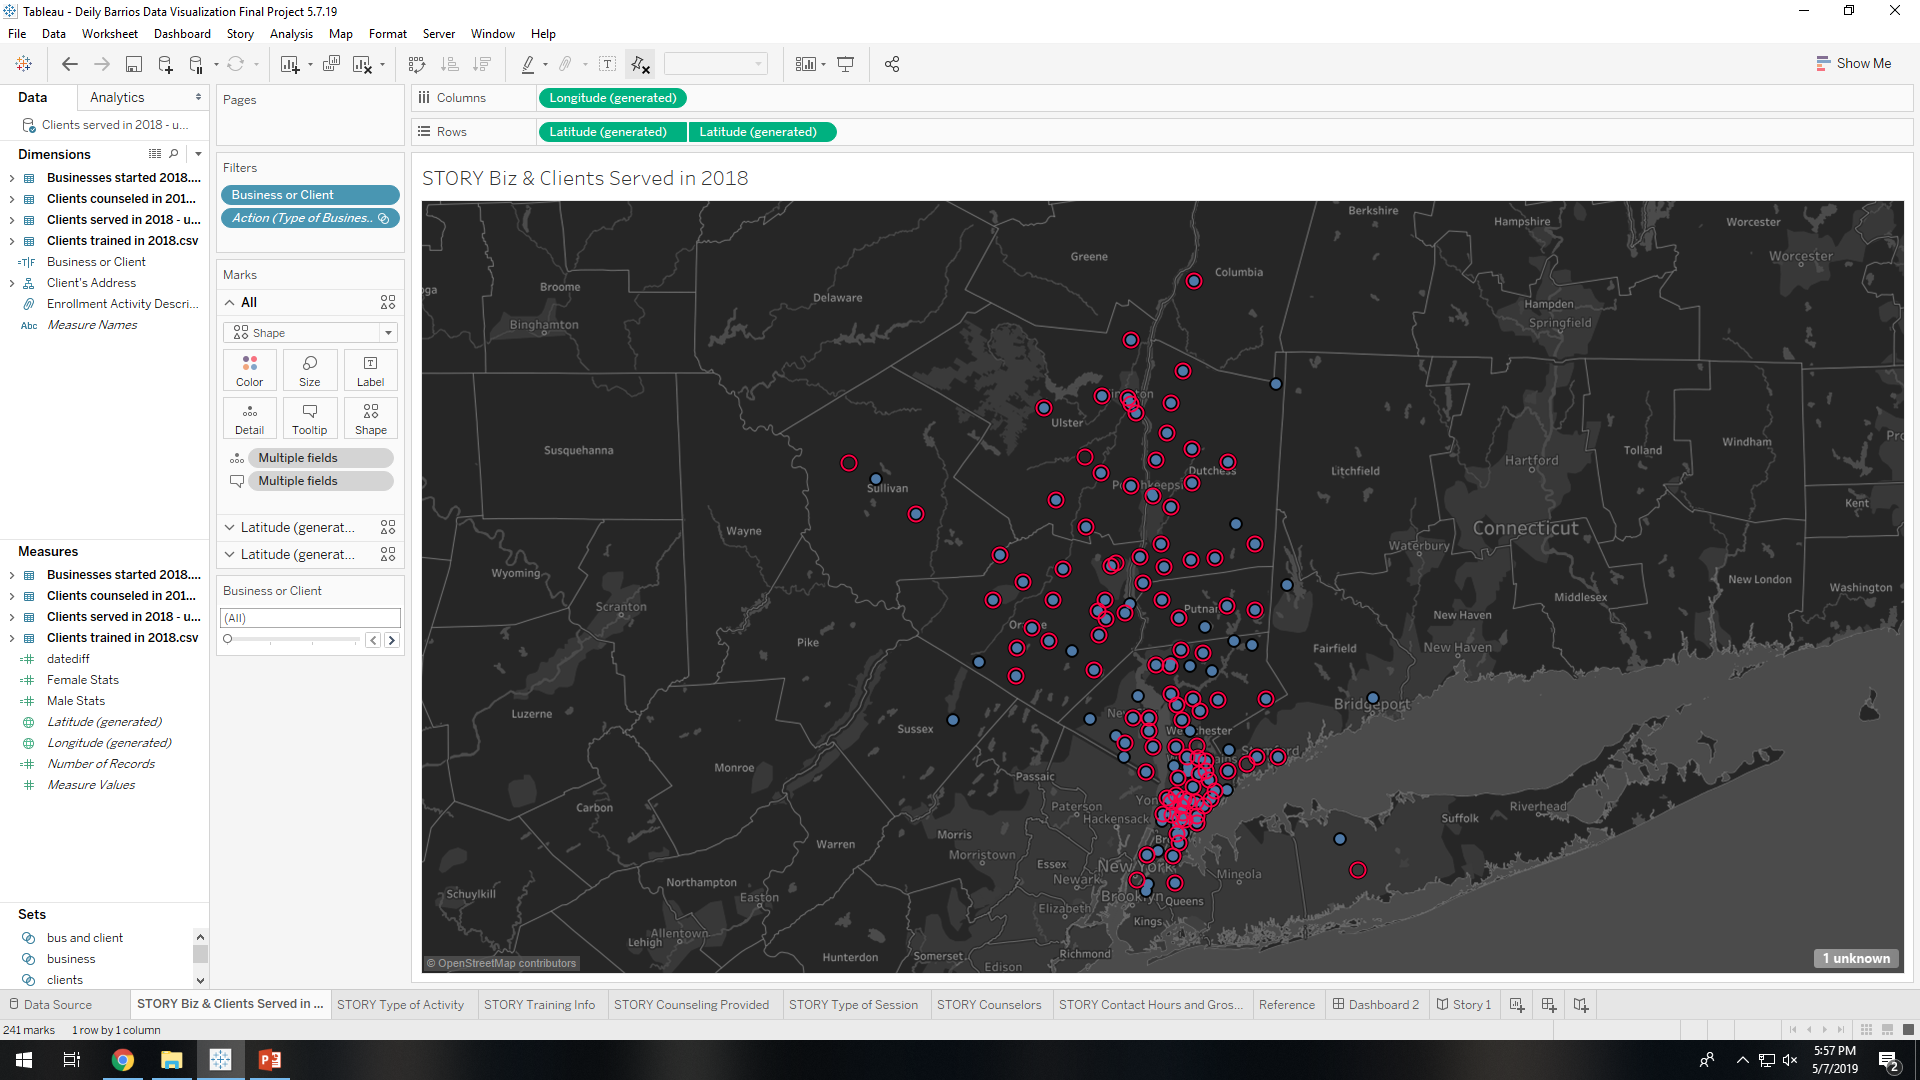 Tableau - Deily Barrios Data Visualization Final Project 5.7.19
File Data Worksheet Dashboard Story Analysis Map Format Server Window Help
Show Me
Data Analytics
Clients served in 2018 - u...
Dimensions
Businesses started 2018....
Clients counseled in 201...
Clients served in 2018 - u...
Clients trained in 2018.csv
=T|F Business or Client
Client's Address
Enrollment Activity Descri...
Abc Measure Names
Measures
Businesses started 2018....
Clients counseled in 201...
Clients served in 2018 - u...
Clients trained in 2018.csv
=# datediff
=# Female Stats
=# Male Stats
Latitude (generated)
Longitude (generated)
=# Number of Records
# Measure Values
Sets
bus and client
business
clients
Pages
Filters
Business or Client
Action (Type of Busines..
Marks
All
Shape
Color Size Label
Detail Tooltip Shape
Multiple fields
Multiple fields
Latitude (generat...
Latitude (generat...
Business or Client
(All)
Columns Longitude (generated)
Rows Latitude (generated) Latitude (generated)
STORY Biz & Clients Served in 2018
Berkshire
Hampshire
Worcester
Greene
Worcester
Columbia
oga
Broome
Delaware
Hampden
Binghamton
Springfield
Ulster
Susquehanna
Tolland
Windham
Pro
Hartford
Litchfield
Dutchess
Sullivan
Kent
Wayne
Connecticut
Waterbury
Wyoming
New London
Washington
Scranton
Middlesex
Putnam
New Haven
Pike
Fairfield
New Haven
Bridgeport
Luzerne
Sussex
Westchester
Stamford
Monroe
Passaic
Carbon
Paterson
Hackensack
Riverhead
Suffolk
Morris
Warren
Morristown
Essex
New York
Newark
Mineola
Northampton
Schuylkill
Easton
Brooklyn
Queens
Elizabeth
Kings
Allentown
Lehigh
Hunterdon
Somerset
Richmond
Edison
© OpenStreetMap contributors
1 unknown
Data Source STORY Biz & Clients Served in ... STORY Type of Activity STORY Training Info STORY Counseling Provided STORY Type of Session STORY Counselors STORY Contact Hours and Gros... Reference Dashboard 2 Story 1
241 marks 1 row by 1 column
5:57 PM
5/7/2019
2